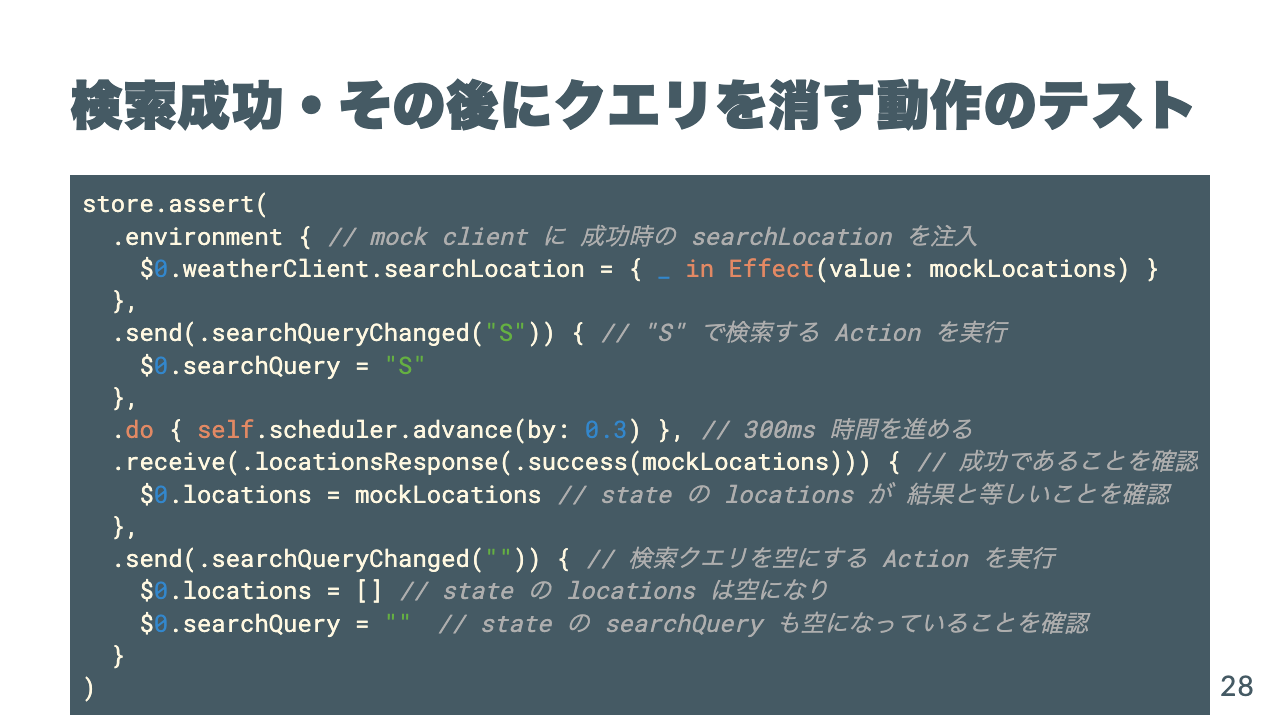 検索成功・その後にクエリを消す動作のテスト
store.assert(
  .environment { // mock client に 成功時の searchLocation を注入
    $0.weatherClient.searchLocation = { _ in Effect(value: mockLocations) }
  },
  .send(.searchQueryChanged("S")) { // "S" で検索する Action を実行
    $0.searchQuery = "S"
  },
  .do { self.scheduler.advance(by: 0.3) }, // 300ms 時間を進める
  .receive(.locationsResponse(.success(mockLocations))) { // 成功であることを確認
    $0.locations = mockLocations // state の locations が 結果と等しいことを確認
  },
  .send(.searchQueryChanged("")) { // 検索クエリを空にする Action を実行
    $0.locations = [] // state の locations は空になり
    $0.searchQuery = ""  // state の searchQuery も空になっていることを確認
  }
)
28